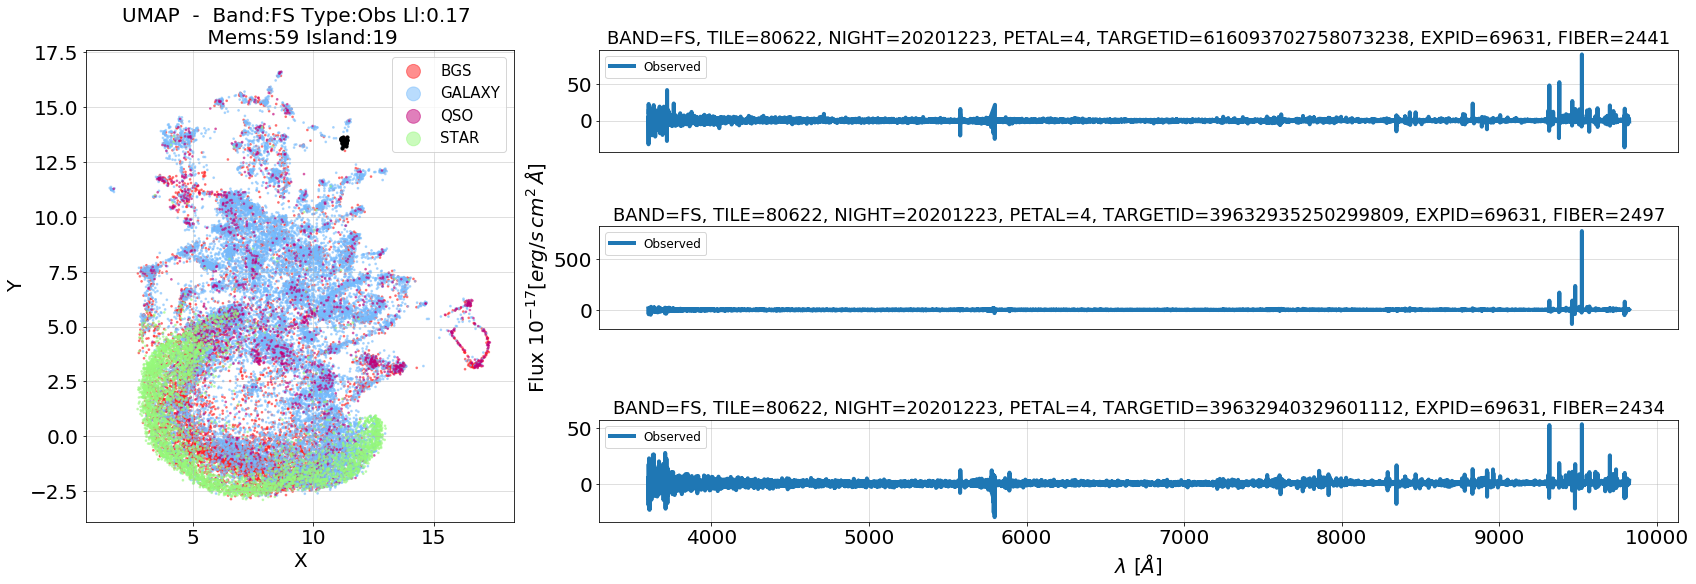 UMAP  -  Band:FS Type:Obs Ll:0.17
Mems:59 Island:19
17.5
15.0
12.5
10.0
7.5
5.0
2.5
0.0
−2.5
Y
5
10
15
X
BGS
GALAXY
QSO
STAR
Flux 10^{−17}[erg/s cm^2 Å]
BAND=FS, TILE=80622, NIGHT=20201223, PETAL=4, TARGETID=616093702758073238, EXPID=69631, FIBER=2441
Observed
50
0
BAND=FS, TILE=80622, NIGHT=20201223, PETAL=4, TARGETID=39632935250299809, EXPID=69631, FIBER=2497
Observed
500
0
BAND=FS, TILE=80622, NIGHT=20201223, PETAL=4, TARGETID=39632940329601112, EXPID=69631, FIBER=2434
Observed
50
0
4000
5000
6000
7000
8000
9000
10000
λ [Å]